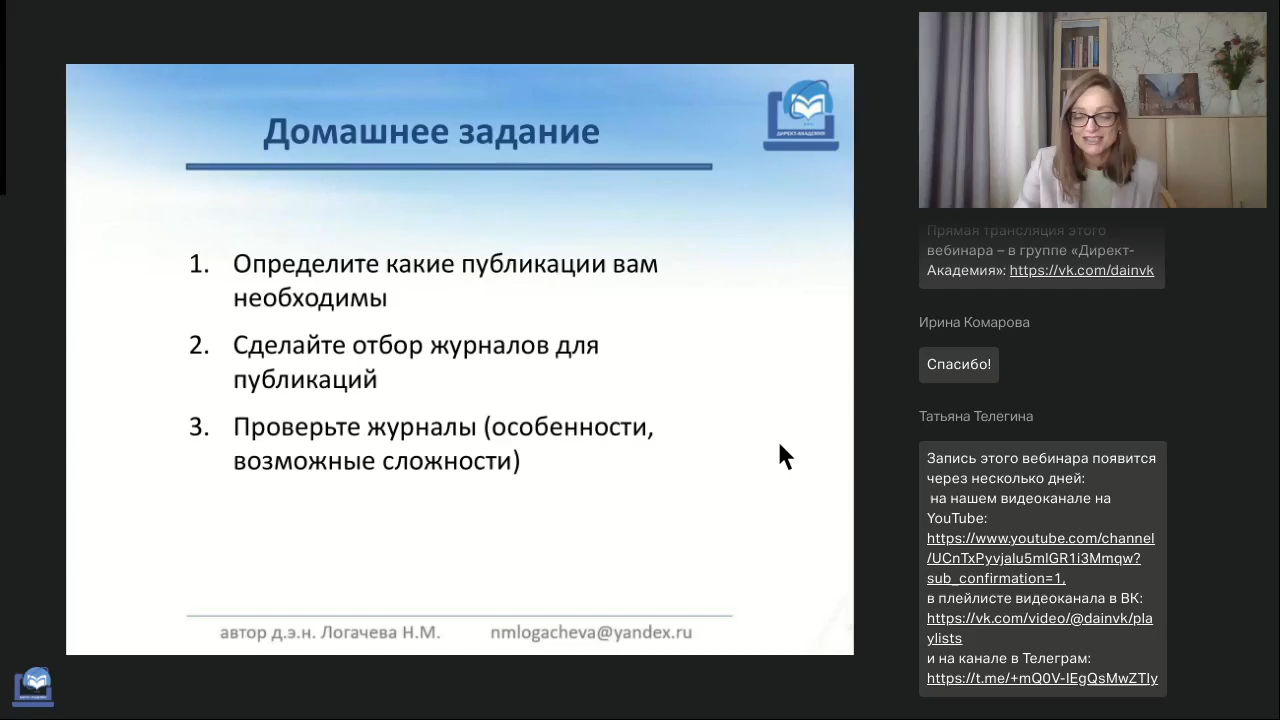 Домашнее задание
ДИРЕКТ-АКАДЕМИЯ
1. Определите какие публикации вам
необходимы
2. Сделайте отбор журналов для
публикаций
3. Проверьте журналы (особенности,
возможные сложности)
автор д.э.н. Логачева Н.М. nmlogacheva@yandex.ru
Прямая трансляция этого
вебинара – в группе «Директ-
Академия»: https://vk.com/dainvk
Ирина Комарова
Спасибо!
Татьяна Телегина
Запись этого вебинара появится
через несколько дней:
на нашем видеоканале на
YouTube:
https://www.youtube.com/channel
/UCnTxPyvjalu5mlGR1i3Mmqw?
sub_confirmation=1,
в плейлисте видеоканала в ВК:
https://vk.com/video/@dainvk/pla
ylists
и на канале в Телеграм:
https://t.me/+mQ0V-lEgQsMwZTly